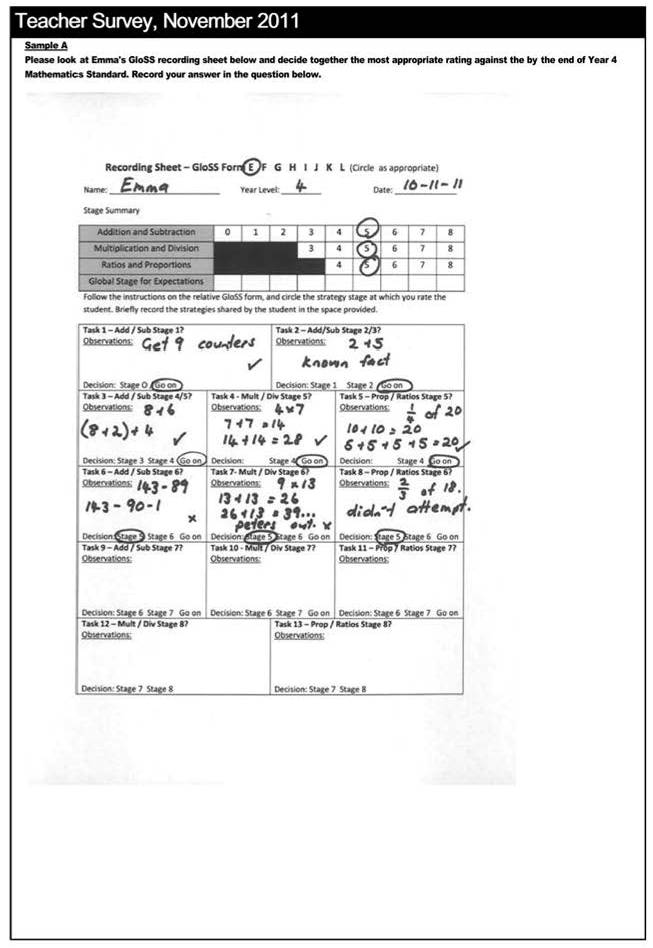 Teacher Survey, November 2011
Sample A
Please look at Emma's GloSS recording sheet below and decide together the most appropriate rating against the by the end of Year 4
Mathematics Standard. Record your answer in the question below.
Recording Sheet – GloSS Form E F G H I J K L (Circle as appropriate)
Name: Emma Year Level: 4 Date: 10-11-11
Stage Summary
Addition and Subtraction 0 1 2 3 4 5 6 7 8
Multiplication and Division 3 4 5 6 7 8
Ratios and Proportions 4 5 6 7 8
Global Stage for Expectations
Follow the instructions on the relative GloSS form, and circle the strategy stage at which you rate the
student. Briefly record the strategies shared by the student in the space provided.
Task 1 – Add / Sub Stage 1?
Observations: Get 9 counters
✓
Decision: Stage 0 Go on
Task 2 – Add/Sub Stage 2/3?
Observations: 2+5
known fact
Decision: Stage 1 Stage 2 Go on
Task 3 – Add / Sub Stage 4/5?
Observations: 8+6
(8+2)+4 ✓
Decision: Stage 3 Stage 4 Go on
Task 4 - Mult / Div Stage 5?
Observations: 4x7
7+7=14
14+14=28 ✓
Decision: Stage 4 Go on
Task 5 – Prop / Ratios Stage 5?
Observations: 1/4 of 20
10+10=20
5+5+5+5=20 ✓
Decision: Stage 4 Go on
Task 6 – Add / Sub Stage 6?
Observations: 143-89
143-90-1
x
Decision: Stage 5 Stage 6 Go on
Task 7- Mult / Div Stage 6?
Observations: 9x13
13+13=26
26+13=39...
peters out. x
Decision: Stage 5 Stage 6 Go on
Task 8 – Prop / Ratios Stage 6?
Observations: 2/3 of 18.
didn't attempt.
Decision: Stage 5 Stage 6 Go on
Task 9 – Add / Sub Stage 7?
Observations:
Decision: Stage 6 Stage 7 Go on
Task 10 - Mult / Div Stage 7?
Observations:
Decision: Stage 6 Stage 7 Go on
Task 11 – Prop / Ratios Stage 7?
Observations:
Decision: Stage 6 Stage 7 Go on
Task 12 – Mult / Div Stage 8?
Observations:
Decision: Stage 7 Stage 8
Task 13 - Prop / Ratios Stage 8?
Observations:
Decision: Stage 7 Stage 8